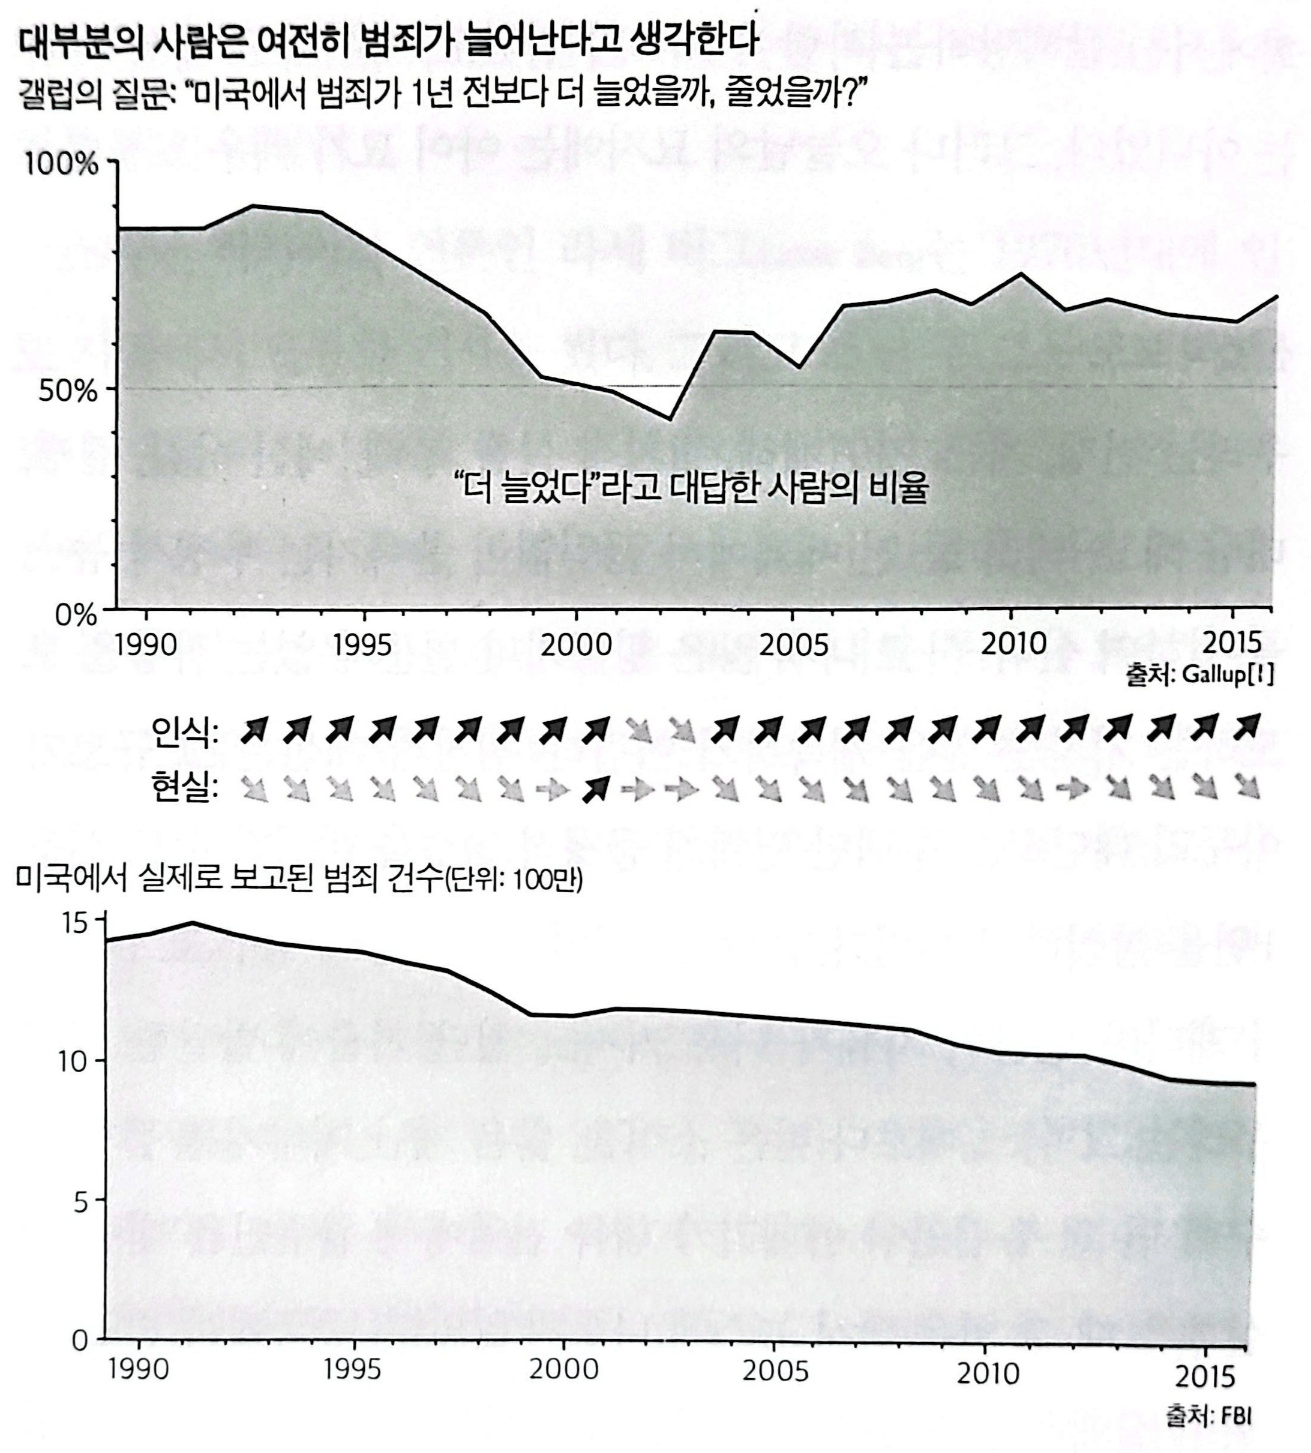 대부분의 사람은 여전히 범죄가 늘어난다고 생각한다
갤럽의 질문: “미국에서 범죄가 1년 전보다 더 늘었을까, 줄었을까?”
100%
50%
0%
“더 늘었다”라고 대답한 사람의 비율
1990 1995 2000 2005 2010 2015
출처: Gallup[1]
인식:
현실:
미국에서 실제로 보고된 범죄 건수(단위: 100만)
15
10
5
0
1990 1995 2000 2005 2010 2015
출처: FBI